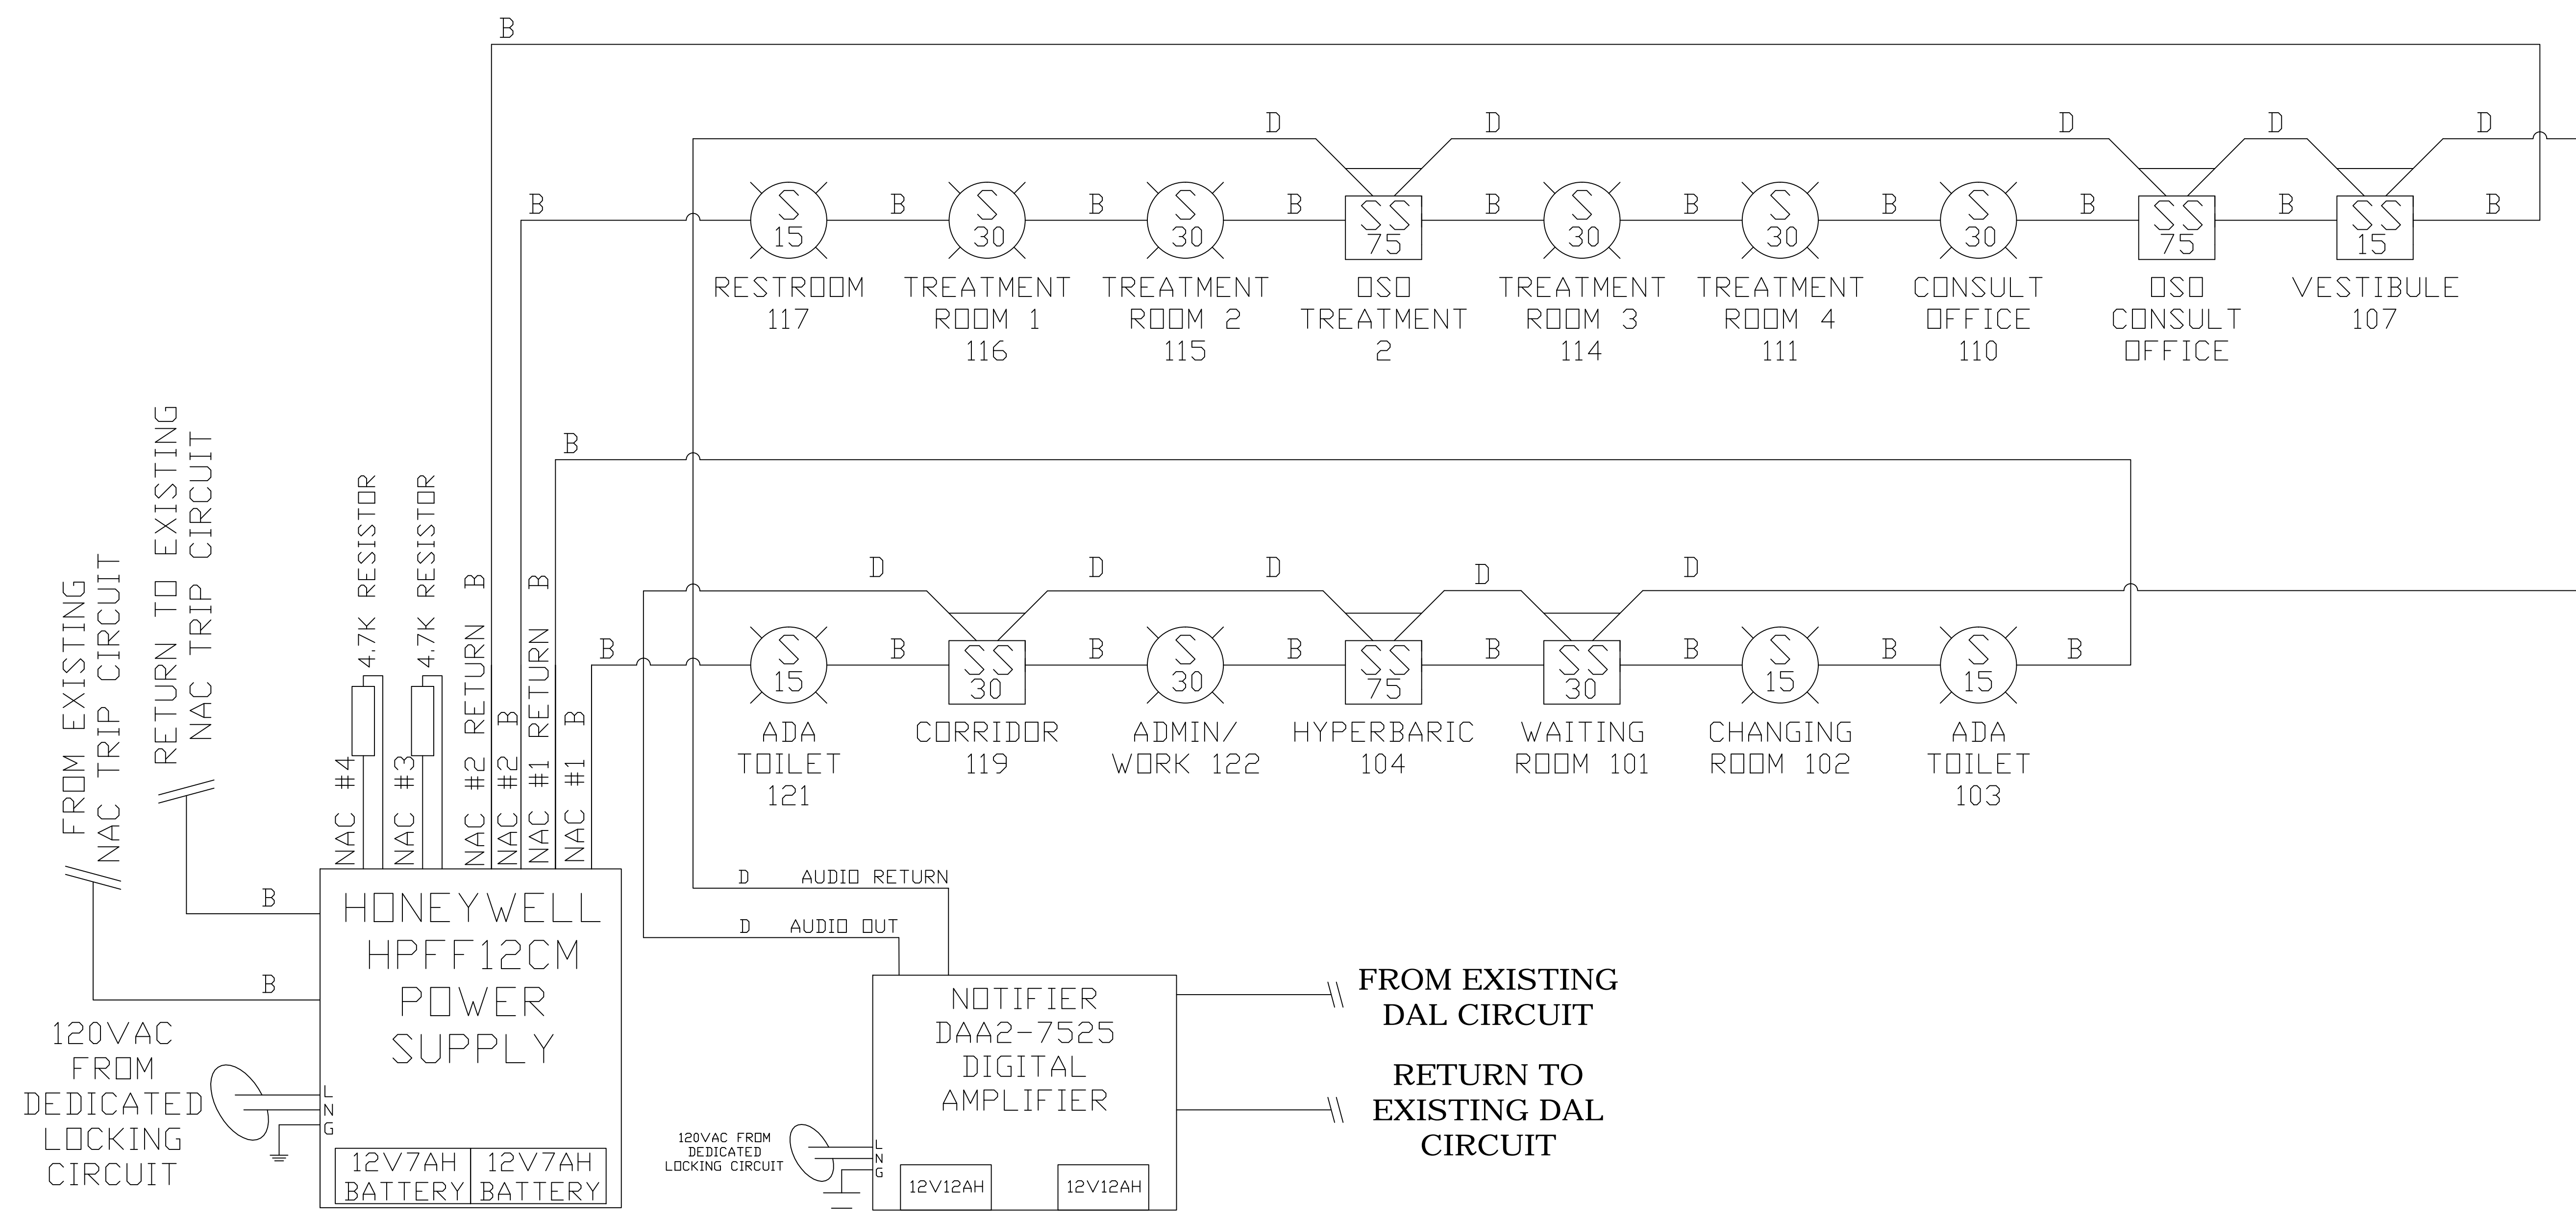 B
D
D
D
D
D
B
S
15
B
S
30
B
S
30
B
SS
75
B
S
30
B
S
30
B
S
30
B
SS
75
B
SS
15
B
RESTROOM
117
TREATMENT
ROOM 1
116
TREATMENT
ROOM 2
115
OSO
TREATMENT
2
TREATMENT
ROOM 3
114
TREATMENT
ROOM 4
111
CONSULT
OFFICE
110
OSO
CONSULT
OFFICE
VESTIBULE
107
B
D
D
D
D
D
B
S
15
B
SS
30
B
S
30
B
SS
75
B
SS
30
B
S
15
B
S
15
B
ADA
TOILET
121
CORRIDOR
119
ADMIN/
WORK 122
HYPERBARIC
104
WAITING
ROOM 101
CHANGING
ROOM 102
ADA
TOILET
103
FROM EXISTING
NAC TRIP CIRCUIT
RETURN TO EXISTING
NAC TRIP CIRCUIT
NAC #4
4.7K RESISTOR
NAC #3
4.7K RESISTOR
NAC #2 RETURN B
NAC #2 B
NAC #1 RETURN B
NAC #1 B
B
B
HONEYWELL
HPFF12CM
POWER
SUPPLY
120VAC
FROM
DEDICATED
LOCKING
CIRCUIT
L
N
G
12V7AH
BATTERY
12V7AH
BATTERY
D AUDIO RETURN
D AUDIO OUT
NOTIFIER
DAA2-7525
DIGITAL
AMPLIFIER
120VAC FROM
DEDICATED
LOCKING CIRCUIT
L
N
G
12V12AH
12V12AH
FROM EXISTING
DAL CIRCUIT
RETURN TO
EXISTING DAL
CIRCUIT